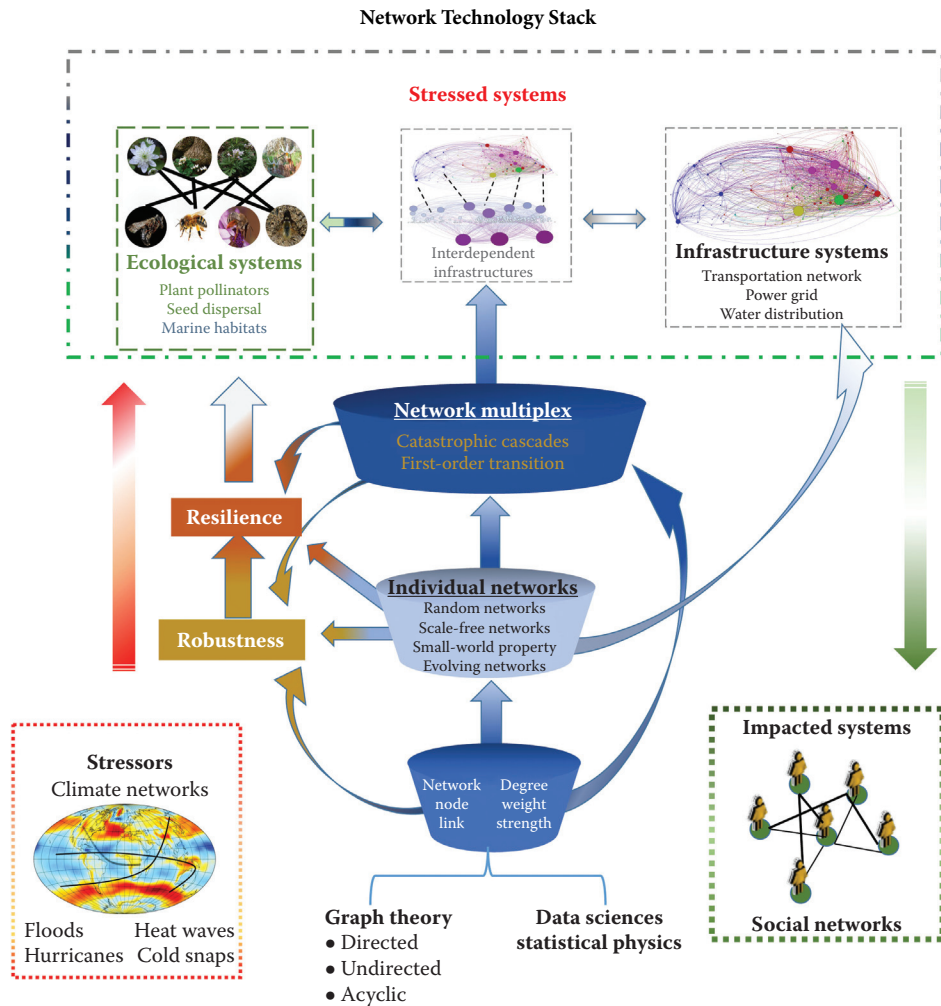 Network Technology Stack
Stressed systems
Ecological systems
Plant pollinators
Seed dispersal
Marine habitats
Interdependent
infrastructures
Infrastructure systems
Transportation network
Power grid
Water distribution
Network multiplex
Catastrophic cascades
First-order transition
Resilience
Robustness
Individual networks
Random networks
Scale-free networks
Small-world property
Evolving networks
Network
node
link
Degree
weight
strength
Stressors
Climate networks
Floods
Heat waves
Hurricanes
Cold snaps
Impacted systems
Social networks
Graph theory
● Directed
● Undirected
● Acyclic
Data sciences
statistical physics